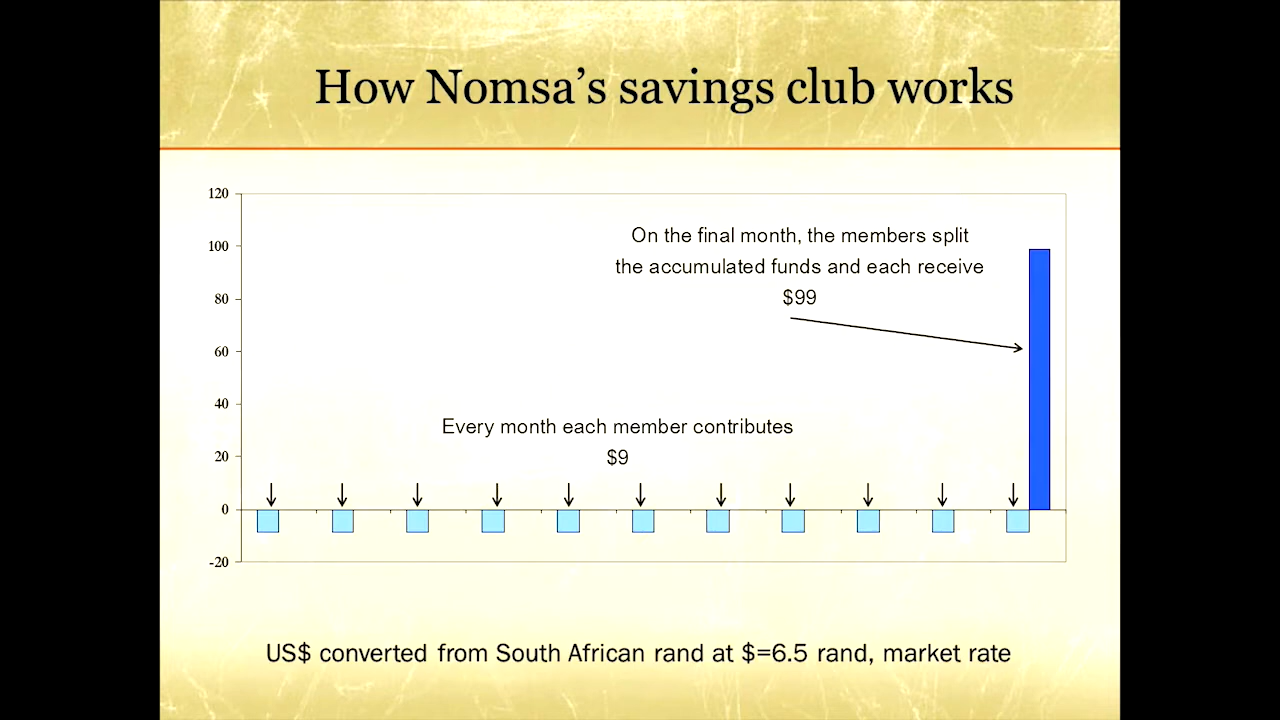 How Nomsa's savings club works
120
100
80
60
40
20
0
-20
On the final month, the members split
the accumulated funds and each receive
$99
Every month each member contributes
$9
US$ converted from South African rand at $=6.5 rand, market rate